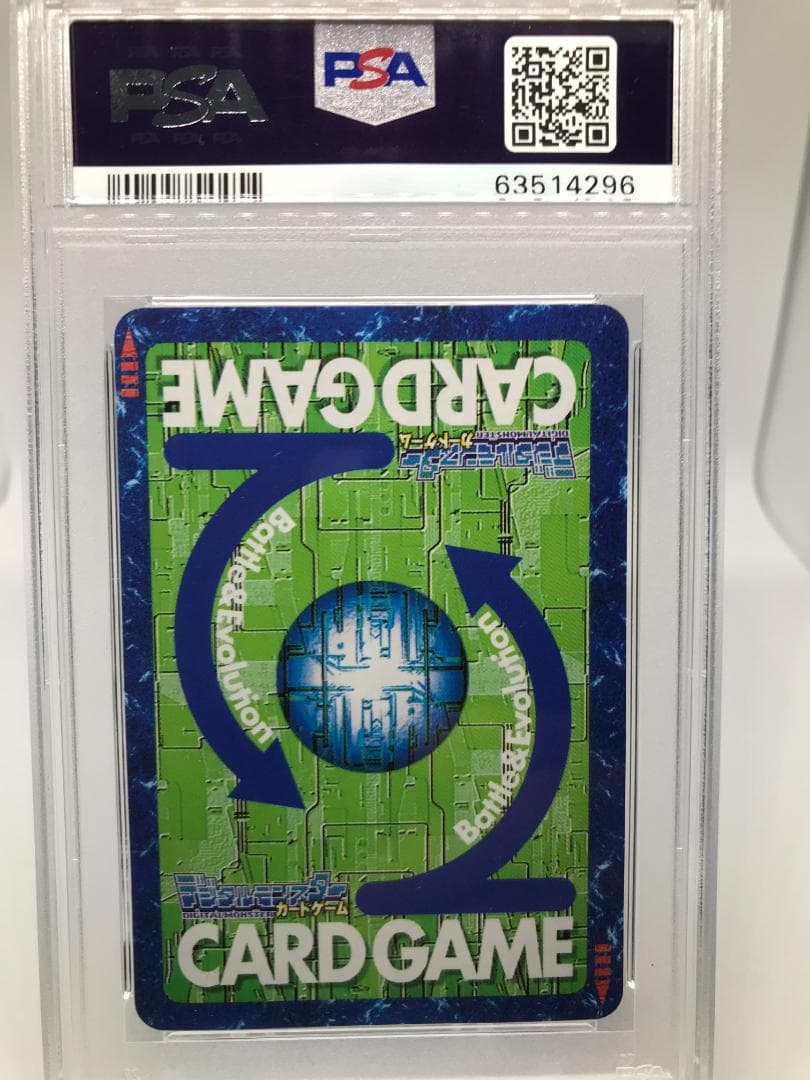 PSA
PSA
63514296
CARD GAME
デジタルモンスター
DIGITAL MONSTER
カードゲーム
Battle&Evolution
Battle&Evolution
デジタルモンスター
DIGITAL MONSTER カードゲーム
CARD GAME